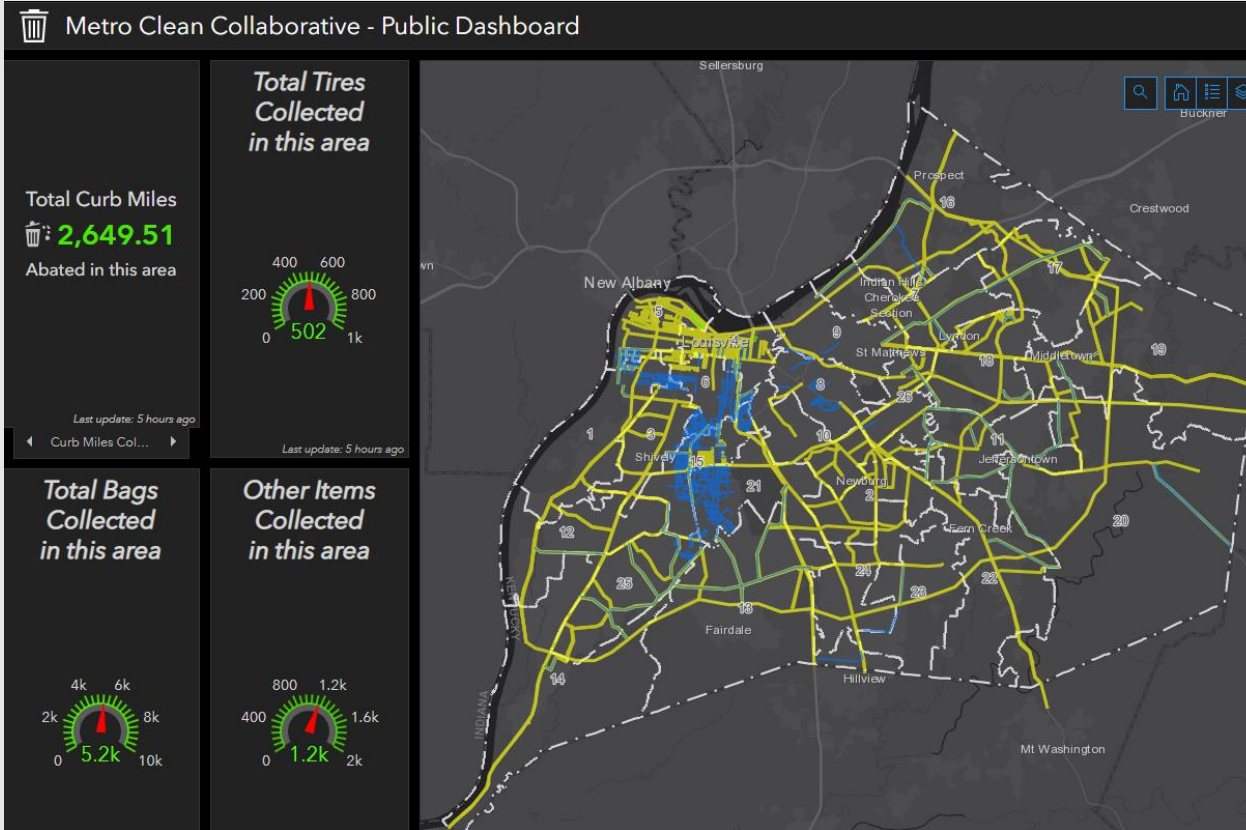 Metro Clean Collaborative - Public Dashboard
Total Curb Miles
2,649.51
Abated in this area
Last update: 5 hours ago
Curb Miles Col...
Total Tires
Collected
in this area
400 600
200 800
0 1k
502
Last update: 5 hours ago
Total Bags
Collected
in this area
4k 6k
2k 8k
0 10k
5.2k
Other Items
Collected
in this area
800 1.2k
400 1.6k
0 2k
1.2k
Sellersburg
Buckner
Prospect
16
Crestwood
wn
New Albany
17
Indian Hills
Cherokee
Section
7
5
Louisville
4
9
St Matthews
Lyndon
18
Middletown
19
6
8
26
1
3
10
11
Shively
15
Jeffersontown
21
Newburg
2
12
Fern Creek
20
25
24
23
22
KENTUCKY
13
Fairdale
14
Hillview
INDIANA
Mt Washington